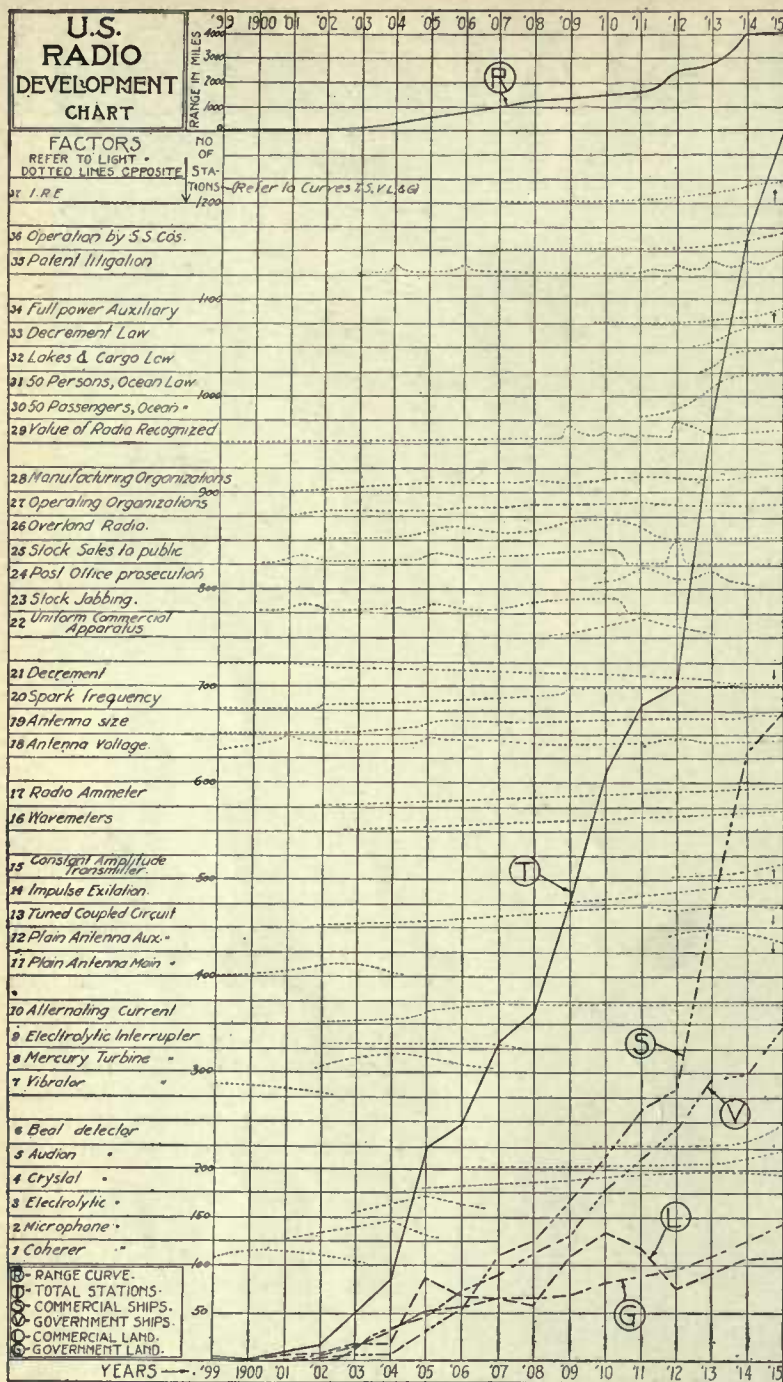 U.S.
RADIO
DEVELOPMENT
CHART
RANGE IN MILES
'99 1900 '01 '02 '03 '04 '05 '06 '07 '08 '09 '10 '11 '12 '13 '14 '15
4000
3000
2000
1000
0
R
FACTORS
REFER TO LIGHT
DOTTED LINES OPPOSITE
NO
OF
STA-
TIONS
(Refer to Curves T.S.V.L.&G)
37 I.R.E
1200
36 Operation by S.S Cos.
35 Patent litigation
1100
34 Full power Auxiliary
33 Decrement Law
32 Lakes & Cargo Law
31 50 Persons, Ocean Law
1000
30 50 Passengers, Ocean "
29 Value of Radio Recognized
28 Manufacturing Organizations
900
27 Operating Organizations
26 Overland Radio.
25 Stock Sales to public
24 Post Office prosecution
800
23 Stock Jobbing.
22 Uniform Commercial
Apparatus
21 Decrement
700
20 Spark frequency
19 Antenna size
18 Antenna Voltage.
600
17 Radio Ammeter
16 Wavemeters
15 Constant Amplitude
Transmitter.
500
T
14 Impulse Exitation.
13 Tuned Coupled Circuit
12 Plain Antenna Aux. "
11 Plain Antenna Main "
400
10 Alternating Current
9 Electrolytic Interrupter
8 Mercury Turbine "
300
S
7 Vibrator "
V
6 Beat detector
5 Audion "
200
4 Crystal "
3 Electrolytic "
150
2 Microphone "
L
1 Coherer "
100
R - RANGE CURVE.
T - TOTAL STATIONS.
S - COMMERCIAL SHIPS.
V - GOVERNMENT SHIPS.
L - COMMERCIAL LAND.
G - GOVERNMENT LAND.
50
G
YEARS → '99 1900 '01 '02 '03 '04 '05 '06 '07 '08 '09 '10 '11 '12 '13 '14 '15